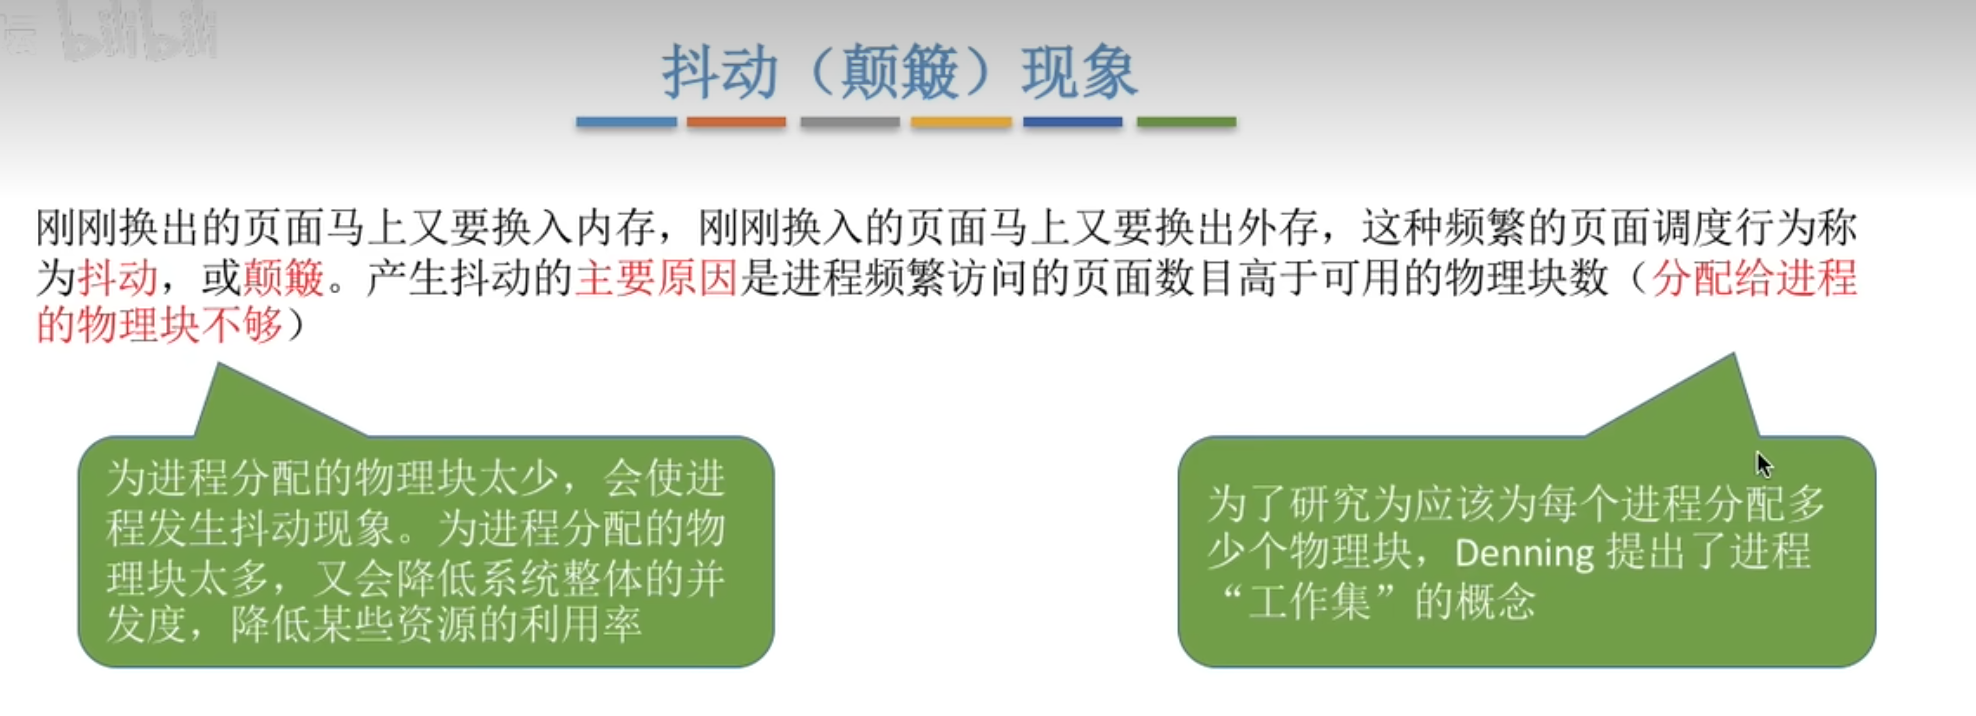 bilibili
抖动（颠簸）现象
刚刚换出的页面马上又要换入内存，刚刚换入的页面马上又要换出外存，这种频繁的页面调度行为称
为抖动，或颠簸。产生抖动的主要原因是进程频繁访问的页面数目高于可用的物理块数（分配给进程
的物理块不够）
为进程分配的物理块太少，会使进
程发生抖动现象。为进程分配的物
理块太多，又会降低系统整体的并
发度，降低某些资源的利用率
为了研究为应该为每个进程分配多
少个物理块，Denning 提出了进程
“工作集”的概念